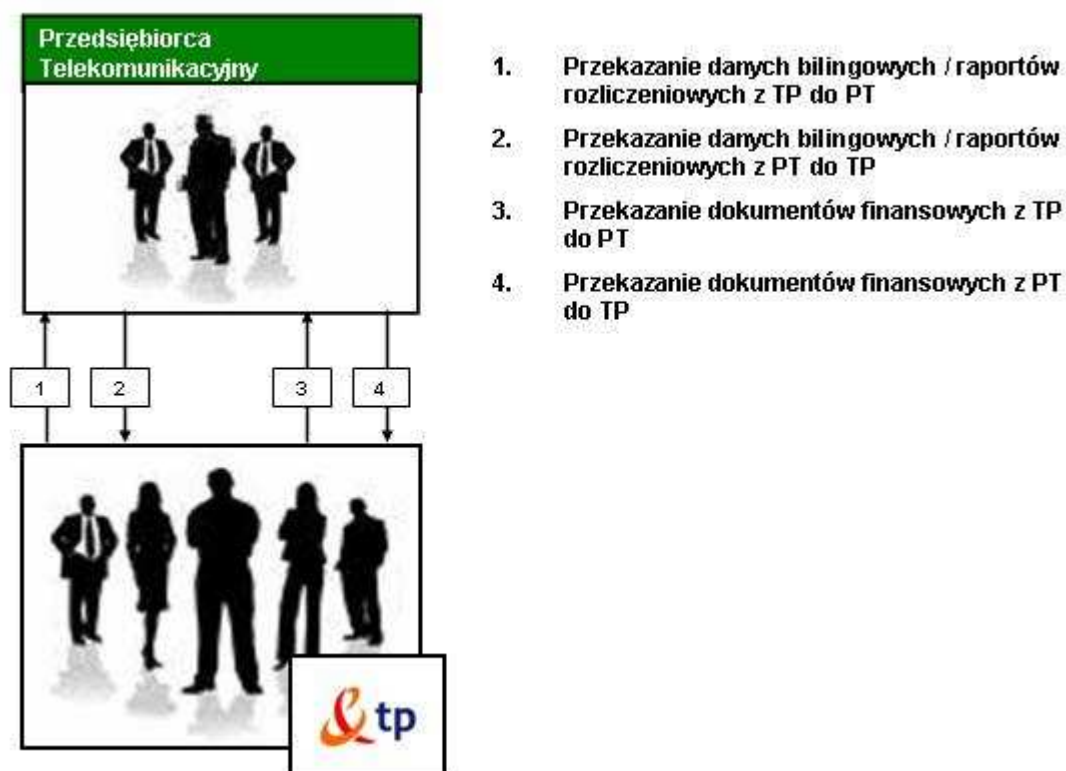 Przedsiębiorca
Telekomunikacyjny
1. Przekazanie danych bilingowych / raportów
rozliczeniowych z TP do PT
2. Przekazanie danych bilingowych / raportów
rozliczeniowych z PT do TP
3. Przekazanie dokumentów finansowych z TP
do PT
4. Przekazanie dokumentów finansowych z PT
do TP
1 2 3 4
tp